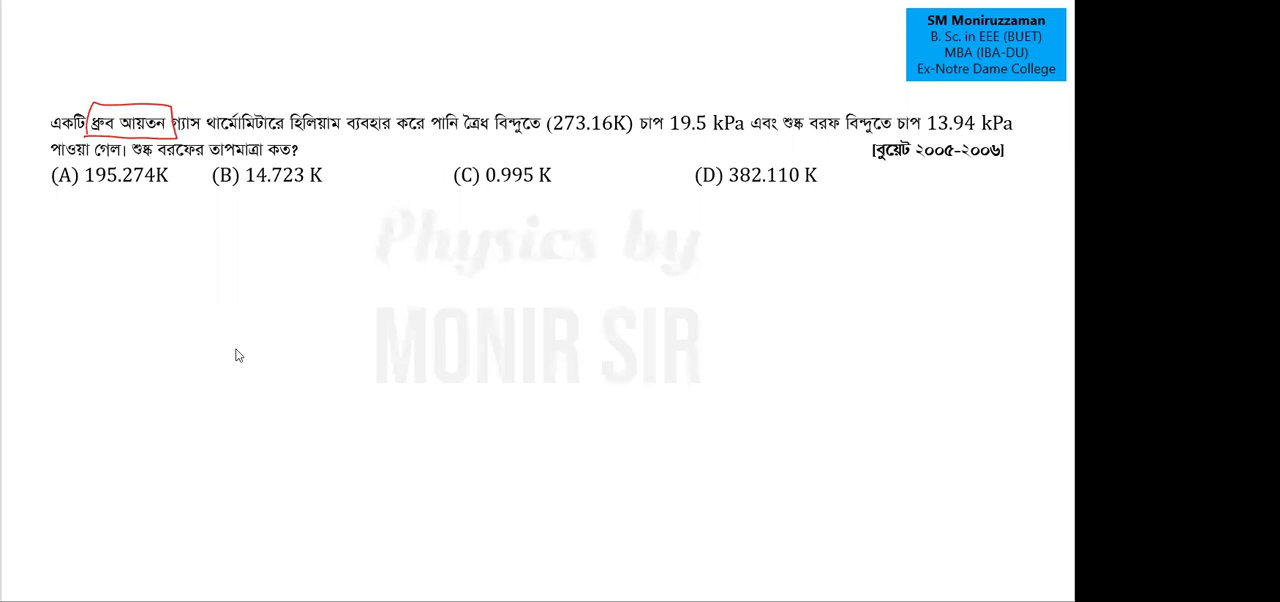 SM Moniruzzaman
B. Sc. in EEE (BUET)
MBA (IBA-DU)
Ex-Notre Dame College
একটি ধ্রুব আয়তন গ্যাস থার্মোমিটারে হিলিয়াম ব্যবহার করে পানি ত্রৈধ বিন্দুতে (273.16K) চাপ 19.5 kPa এবং শুষ্ক বরফ বিন্দুতে চাপ 13.94 kPa
পাওয়া গেল। শুষ্ক বরফের তাপমাত্রা কত? [বুয়েট ২০০৫-২০০৬]
(A) 195.274K (B) 14.723 K (C) 0.995 K (D) 382.110 K
Physics by
MONIR SIR